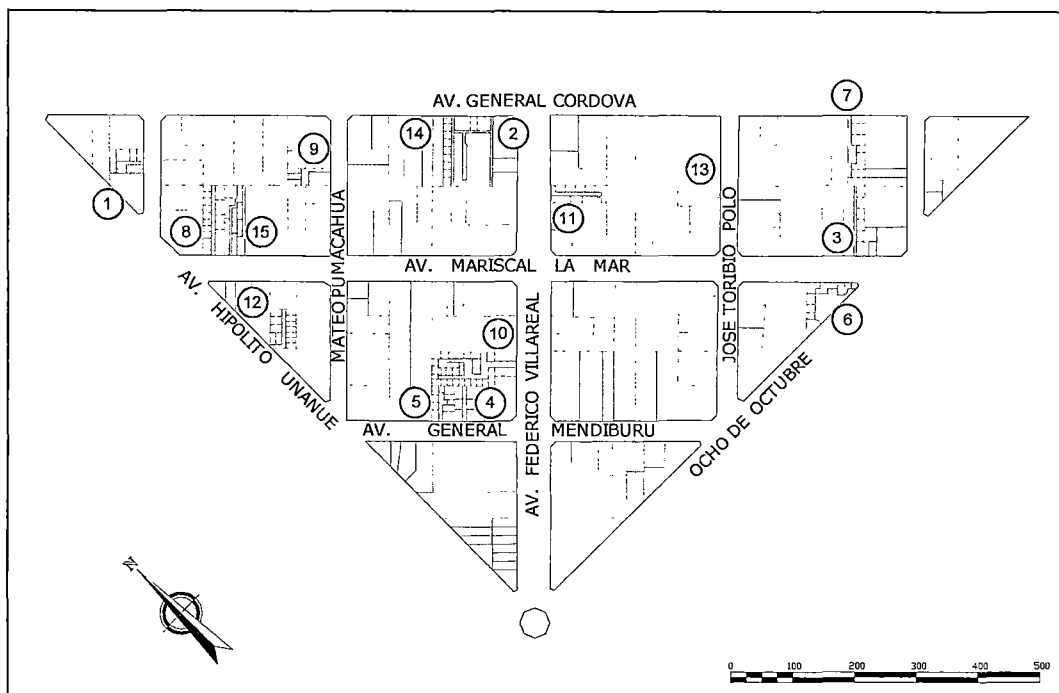 AV. GENERAL CORDOVA
7
14
2
9
13
1
8
15
11
3
AV. MARISCAL LA MAR
MATEO PUMACAHUA
JOSE TORIBIO POLO
AV. HIPOLITO UNANUE
12
6
10
5
4
AV. FEDERICO VILLAREAL
OCHO DE OCTUBRE
AV. GENERAL MENDIBURU
N
0 100 200 300 400 500